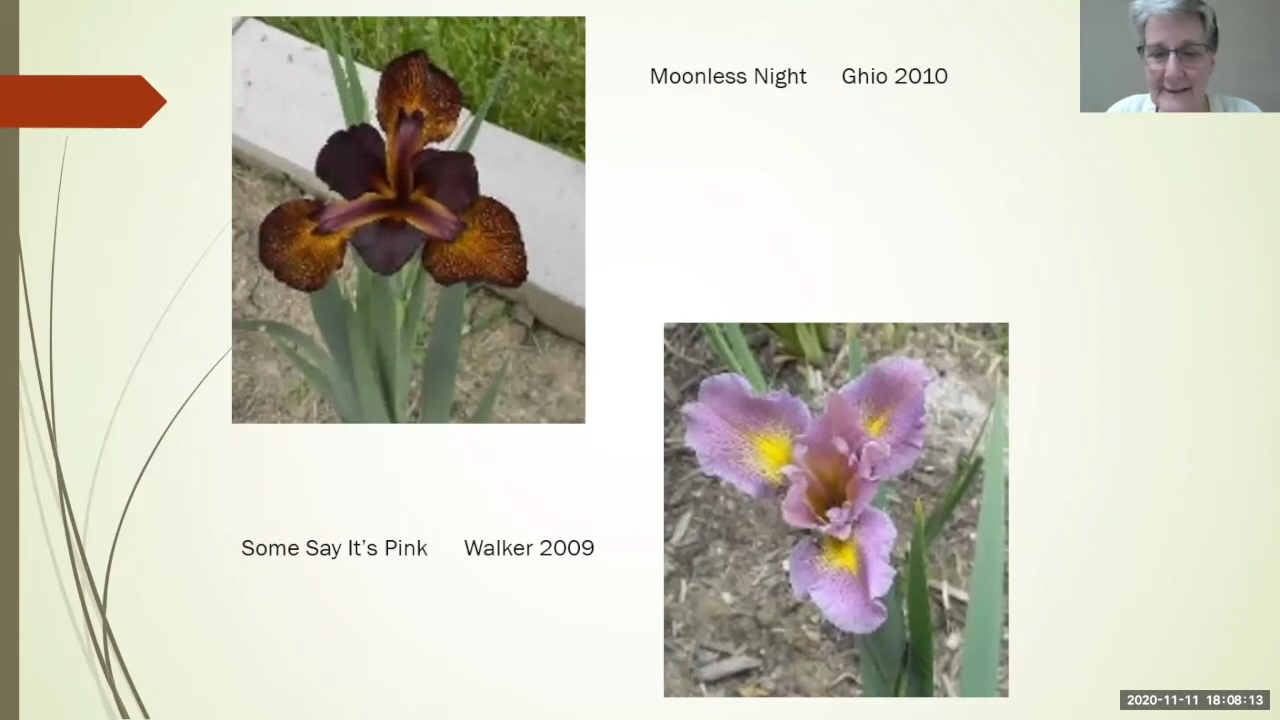 Moonless Night Ghio 2010
Some Say It’s Pink Walker 2009
2020-11-11 18:08:13